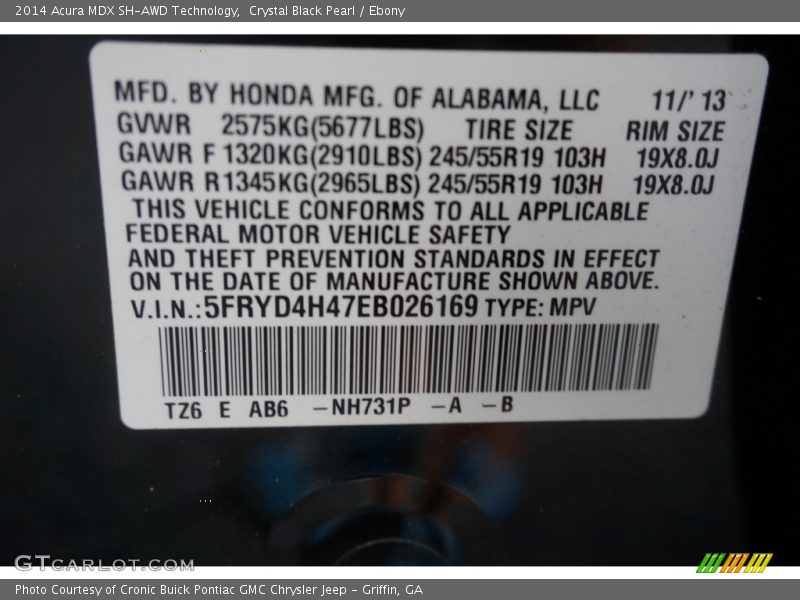 2014 Acura MDX SH-AWD Technology,  Crystal Black Pearl / Ebony
MFD. BY HONDA MFG. OF ALABAMA, LLC 11/' 13
GVWR 2575KG(5677LBS) TIRE SIZE RIM SIZE
GAWR F 1320KG(2910LBS) 245/55R19 103H 19X8.0J
GAWR R 1345KG(2965LBS) 245/55R19 103H 19X8.0J
THIS VEHICLE CONFORMS TO ALL APPLICABLE
FEDERAL MOTOR VEHICLE SAFETY
AND THEFT PREVENTION STANDARDS IN EFFECT
ON THE DATE OF MANUFACTURE SHOWN ABOVE.
V.I.N.:5FRYD4H47EB026169 TYPE: MPV
TZ6 E AB6 -NH731P -A -B
GTCARLOT.COM
Photo Courtesy of Cronic Buick Pontiac GMC Chrysler Jeep - Griffin, GA